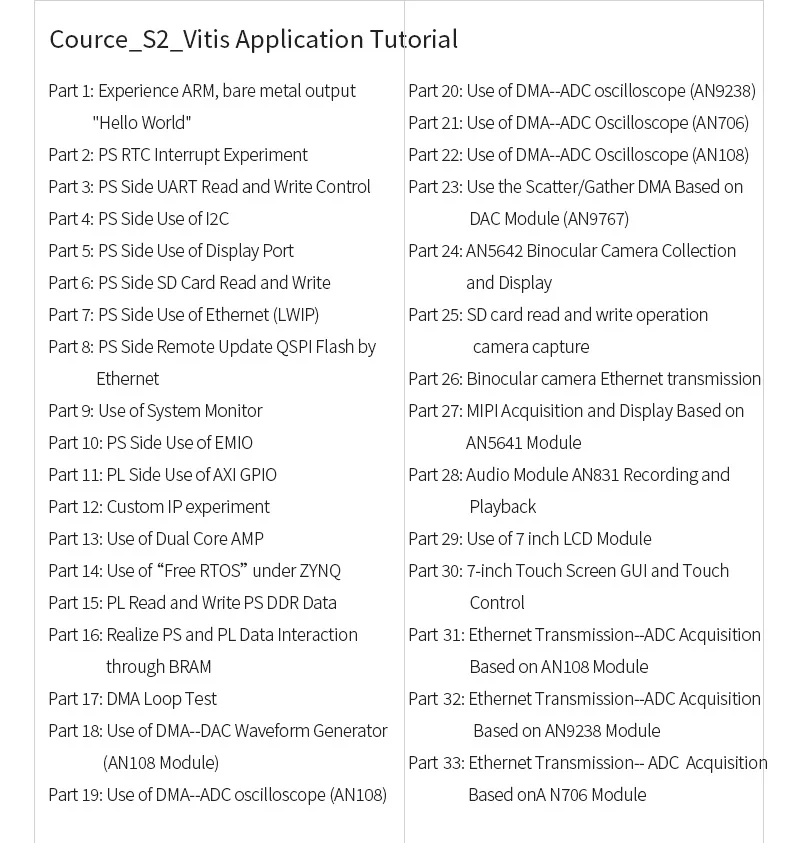 Cource_S2_Vitis Application Tutorial
Part 1: Experience ARM, bare metal output
"Hello World"
Part 2: PS RTC Interrupt Experiment
Part 3: PS Side UART Read and Write Control
Part 4: PS Side Use of I2C
Part 5: PS Side Use of Display Port
Part 6: PS Side SD Card Read and Write
Part 7: PS Side Use of Ethernet (LWIP)
Part 8: PS Side Remote Update QSPI Flash by
Ethernet
Part 9: Use of System Monitor
Part 10: PS Side Use of EMIO
Part 11: PL Side Use of AXI GPIO
Part 12: Custom IP experiment
Part 13: Use of Dual Core AMP
Part 14: Use of “Free RTOS” under ZYNQ
Part 15: PL Read and Write PS DDR Data
Part 16: Realize PS and PL Data Interaction
through BRAM
Part 17: DMA Loop Test
Part 18: Use of DMA--DAC Waveform Generator
(AN108 Module)
Part 19: Use of DMA--ADC oscilloscope (AN108)
Part 20: Use of DMA--ADC oscilloscope (AN9238)
Part 21: Use of DMA--ADC Oscilloscope (AN706)
Part 22: Use of DMA--ADC Oscilloscope (AN108)
Part 23: Use the Scatter/Gather DMA Based on
DAC Module (AN9767)
Part 24: AN5642 Binocular Camera Collection
and Display
Part 25: SD card read and write operation
camera capture
Part 26: Binocular camera Ethernet transmission
Part 27: MIPI Acquisition and Display Based on
AN5641 Module
Part 28: Audio Module AN831 Recording and
Playback
Part 29: Use of 7 inch LCD Module
Part 30: 7-inch Touch Screen GUI and Touch
Control
Part 31: Ethernet Transmission--ADC Acquisition
Based on AN108 Module
Part 32: Ethernet Transmission--ADC Acquisition
Based on AN9238 Module
Part 33: Ethernet Transmission-- ADC Acquisition
Based onA N706 Module